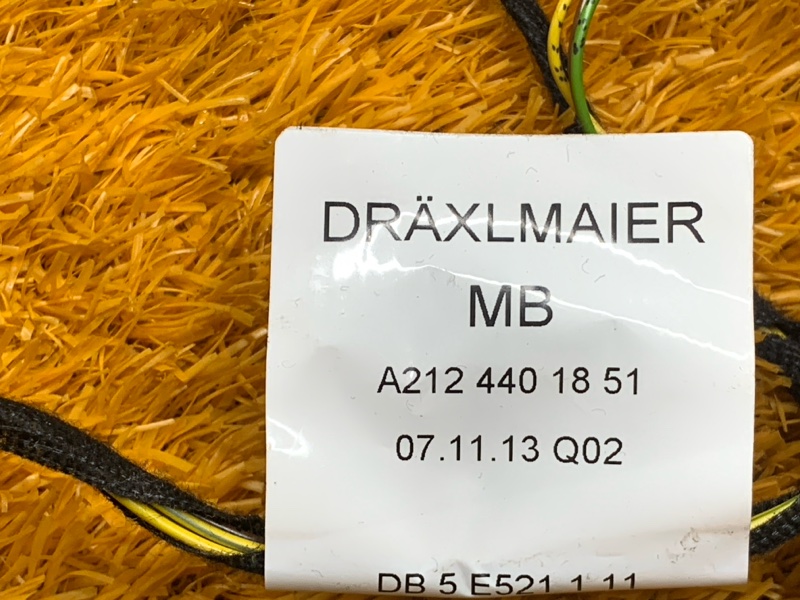 DRÄXLMAIER
MB
A212 440 18 51
07.11.13 Q02
DB 5 E521 1 11